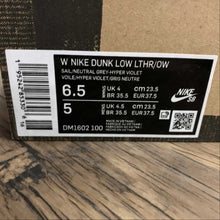 W NIKE DUNK LOW LTHR/OW
SAIL/NEUTRAL GREY-HYPER VIOLET
VOILE/HYPER VIOLET/GRIS NEUTRE
6.5 UK 4 cm 23.5
BR 35.5 EUR 37.5
5 UK 4.5 cm 23.5
BR 35.5 EUR 37.5
NIKE
SB
DM1602 100